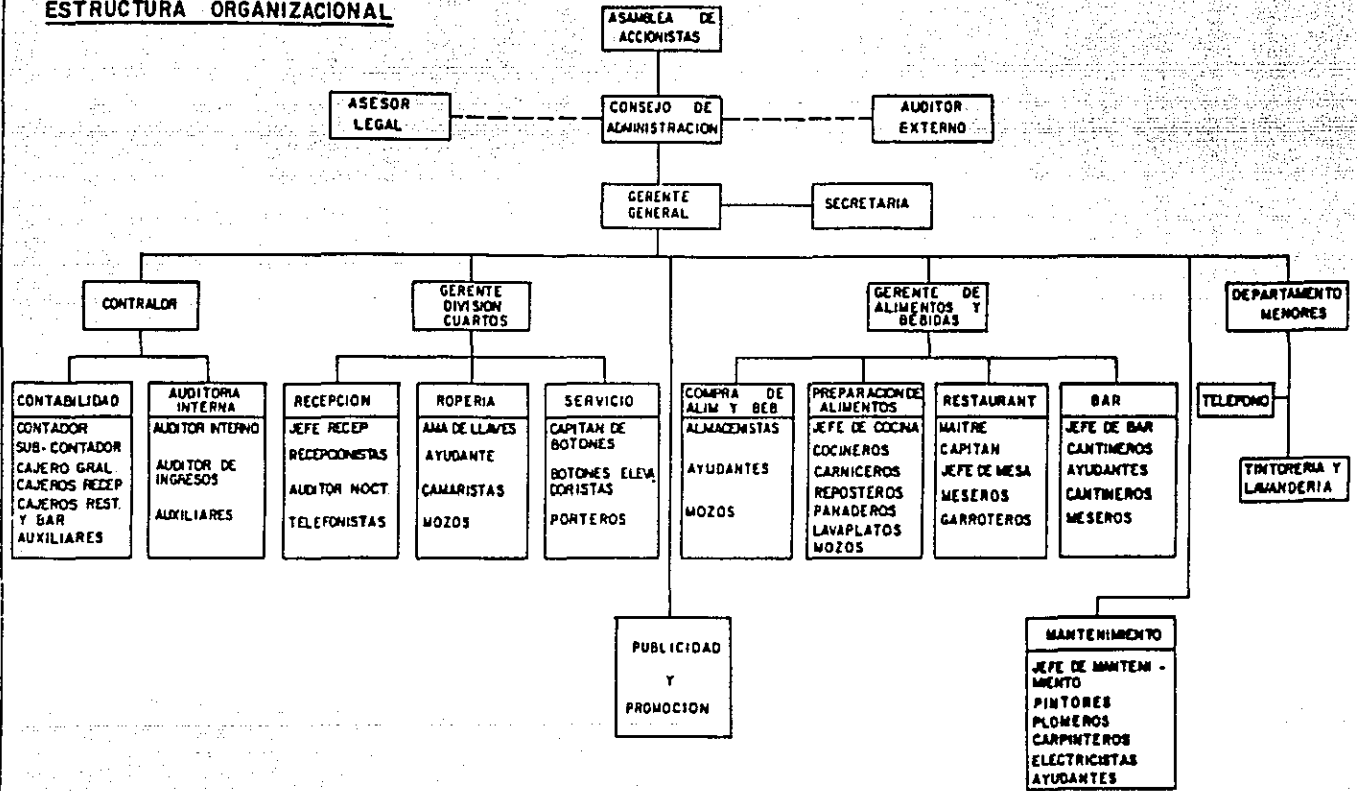 ESTRUCTURA ORGANIZACIONAL
ASAMBLEA DE
ACCIONISTAS
ASESOR
LEGAL
CONSEJO DE
ADMINISTRACION
AUDITOR
EXTERNO
GERENTE
GENERAL
SECRETARIA
CONTRALOR
GERENTE
DIVISION
CUARTOS
GERENTE DE
ALIMENTOS Y
BEBIDAS
DEPARTAMENTO
MENORES
CONTABILIDAD
CONTADOR
SUB-CONTADOR
CAJERO GRAL.
CAJEROS RECEP
CAJEROS REST.
Y BAR
AUXILIARES
AUDITORIA
INTERNA
AUDITOR INTERNO
AUDITOR DE
INGRESOS
AUXILIARES
RECEPCION
JEFE RECEP
RECEPCIONISTAS
AUDITOR NOCT.
TELEFONISTAS
ROPERIA
AMA DE LLAVES
AYUDANTE
CAMARISTAS
MOZOS
SERVICIO
CAPITAN DE
BOTONES
BOTONES ELEVA
DORISTAS
PORTEROS
COMPRA DE
ALIM Y BEB
ALMACENISTAS
AYUDANTES
MOZOS
PREPARACION DE
ALIMENTOS
JEFE DE COCINA
COCINEROS
CARNICEROS
REPOSTEROS
PANADEROS
LAVAPLATOS
MOZOS
RESTAURANT
MAITRE
CAPITAN
JEFE DE MESA
MESEROS
GARROTEROS
BAR
JEFE DE BAR
CANTINEROS
AYUDANTES
CANTINEROS
MESEROS
TELEFONO
TINTORERIA Y
LAVANDERIA
PUBLICIDAD
Y
PROMOCION
MANTENIMIENTO
JEFE DE MANTENI -
MIENTO
PINTORES
PLOMEROS
CARPINTEROS
ELECTRICISTAS
AYUDANTES